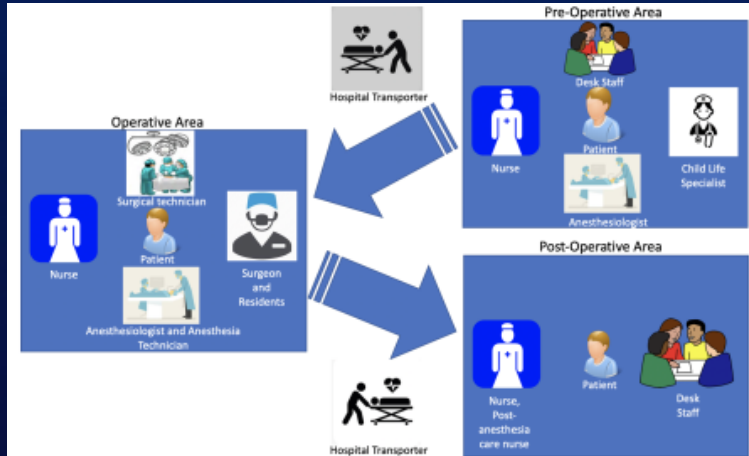 Pre-Operative Area
Desk Staff
Nurse
Patient
Child Life
Specialist
Anesthesiologist
Hospital Transporter
Operative Area
Surgical technician
Nurse
Patient
Surgeon
and
Residents
Anesthesiologist and Anesthesia
Technician
Hospital Transporter
Post-Operative Area
Nurse,
Post-
anesthesia
care nurse
Patient
Desk
Staff